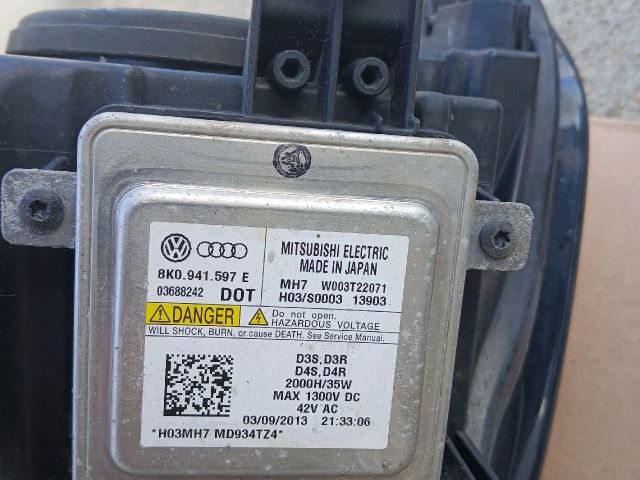 MITSUBISHI ELECTRIC
MADE IN JAPAN
8K0.941.597 E
03688242 DOT
MH7 W003T22071
H03/S0003 13903
DANGER
Do not open.
HAZARDOUS VOLTAGE
WILL SHOCK, BURN, or cause DEATH. See Service Manual.
D3S,D3R
D4S,D4R
2000H/35W
MAX 1300V DC
42V AC
03/09/2013 21:33:06
*H03MH7 MD934TZ4*